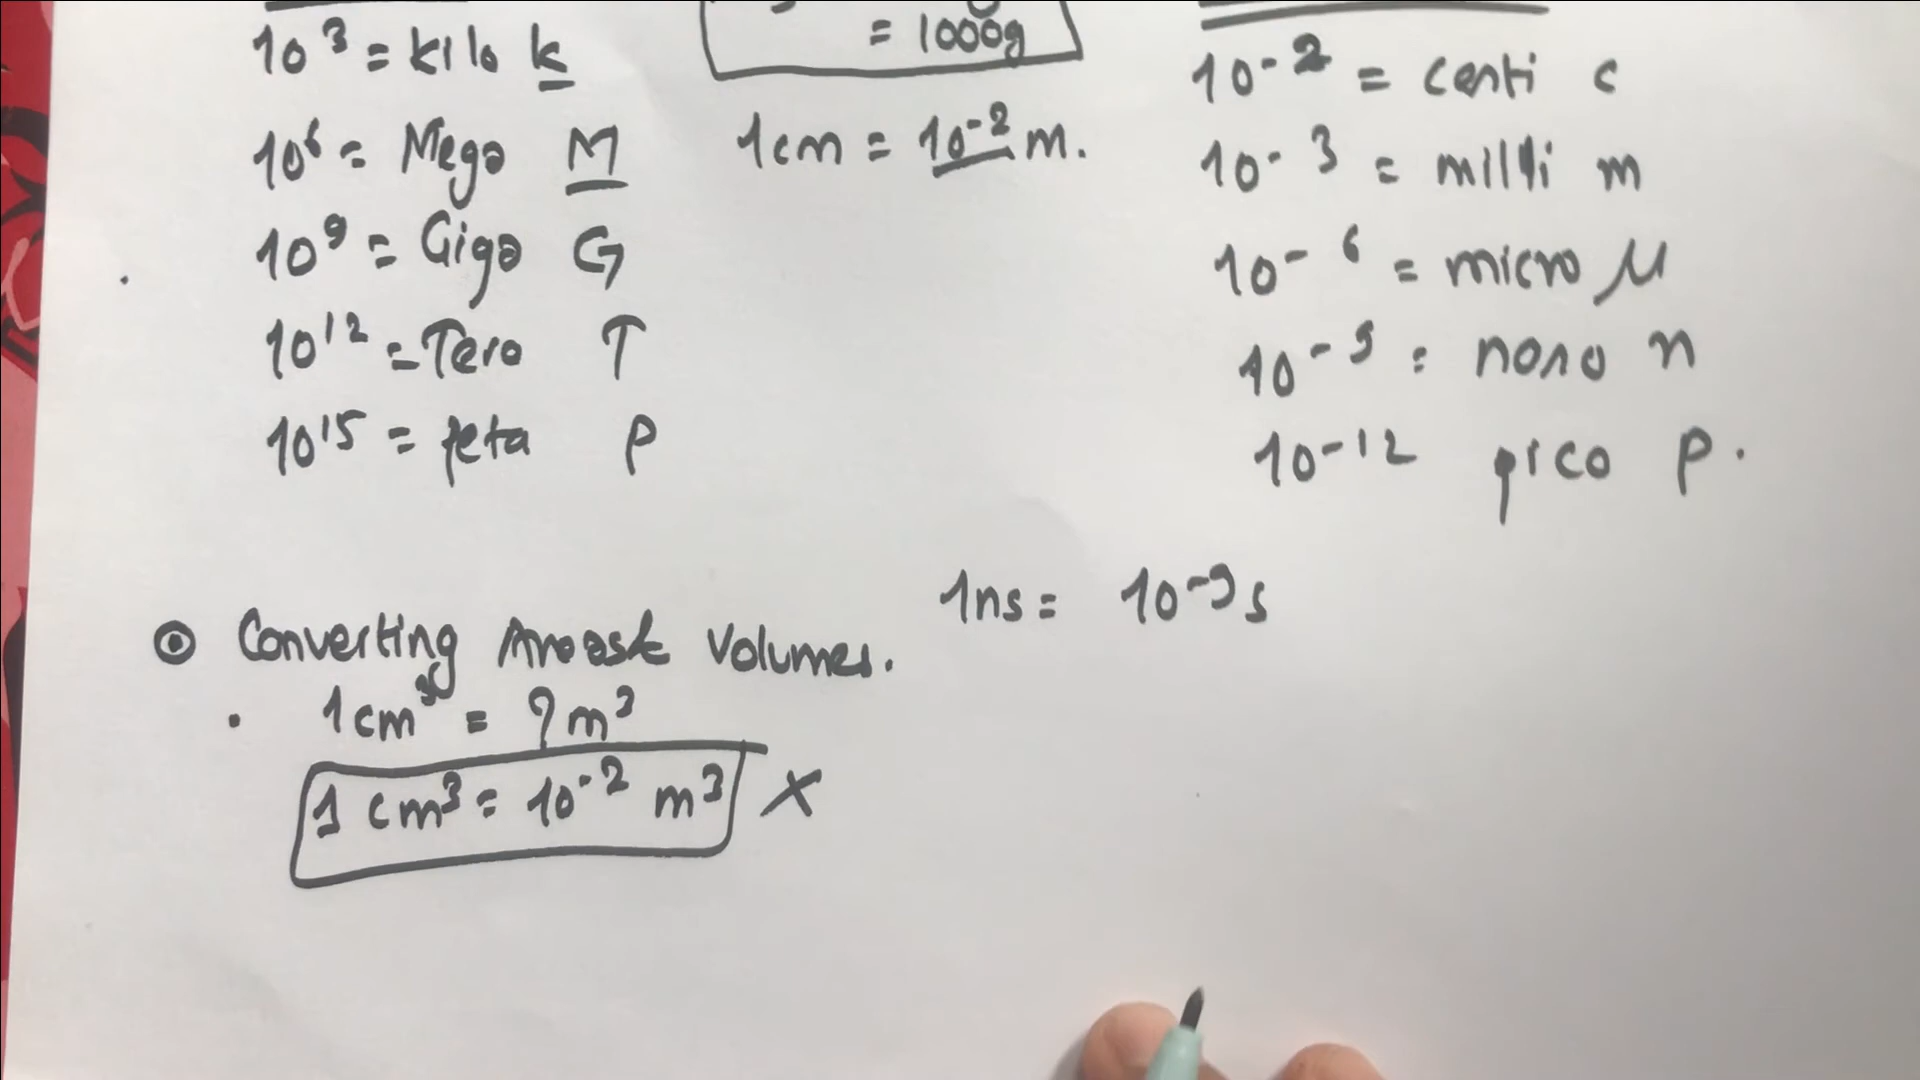 10³ = kilo k
10⁶ = Mega M
10⁹ = Giga G
10¹² = Tera T
10¹⁵ = peta P
= 1000g
1cm = 10⁻² m.
10⁻² = centi c
10⁻³ = milli m
10⁻⁶ = micro μ
10⁻⁹ = nano n
10⁻¹² pico p.
1ns = 10⁻⁹ s
Converting Areas & Volumes.
1cm³ = ? m³
1 cm³ = 10⁻² m³ X